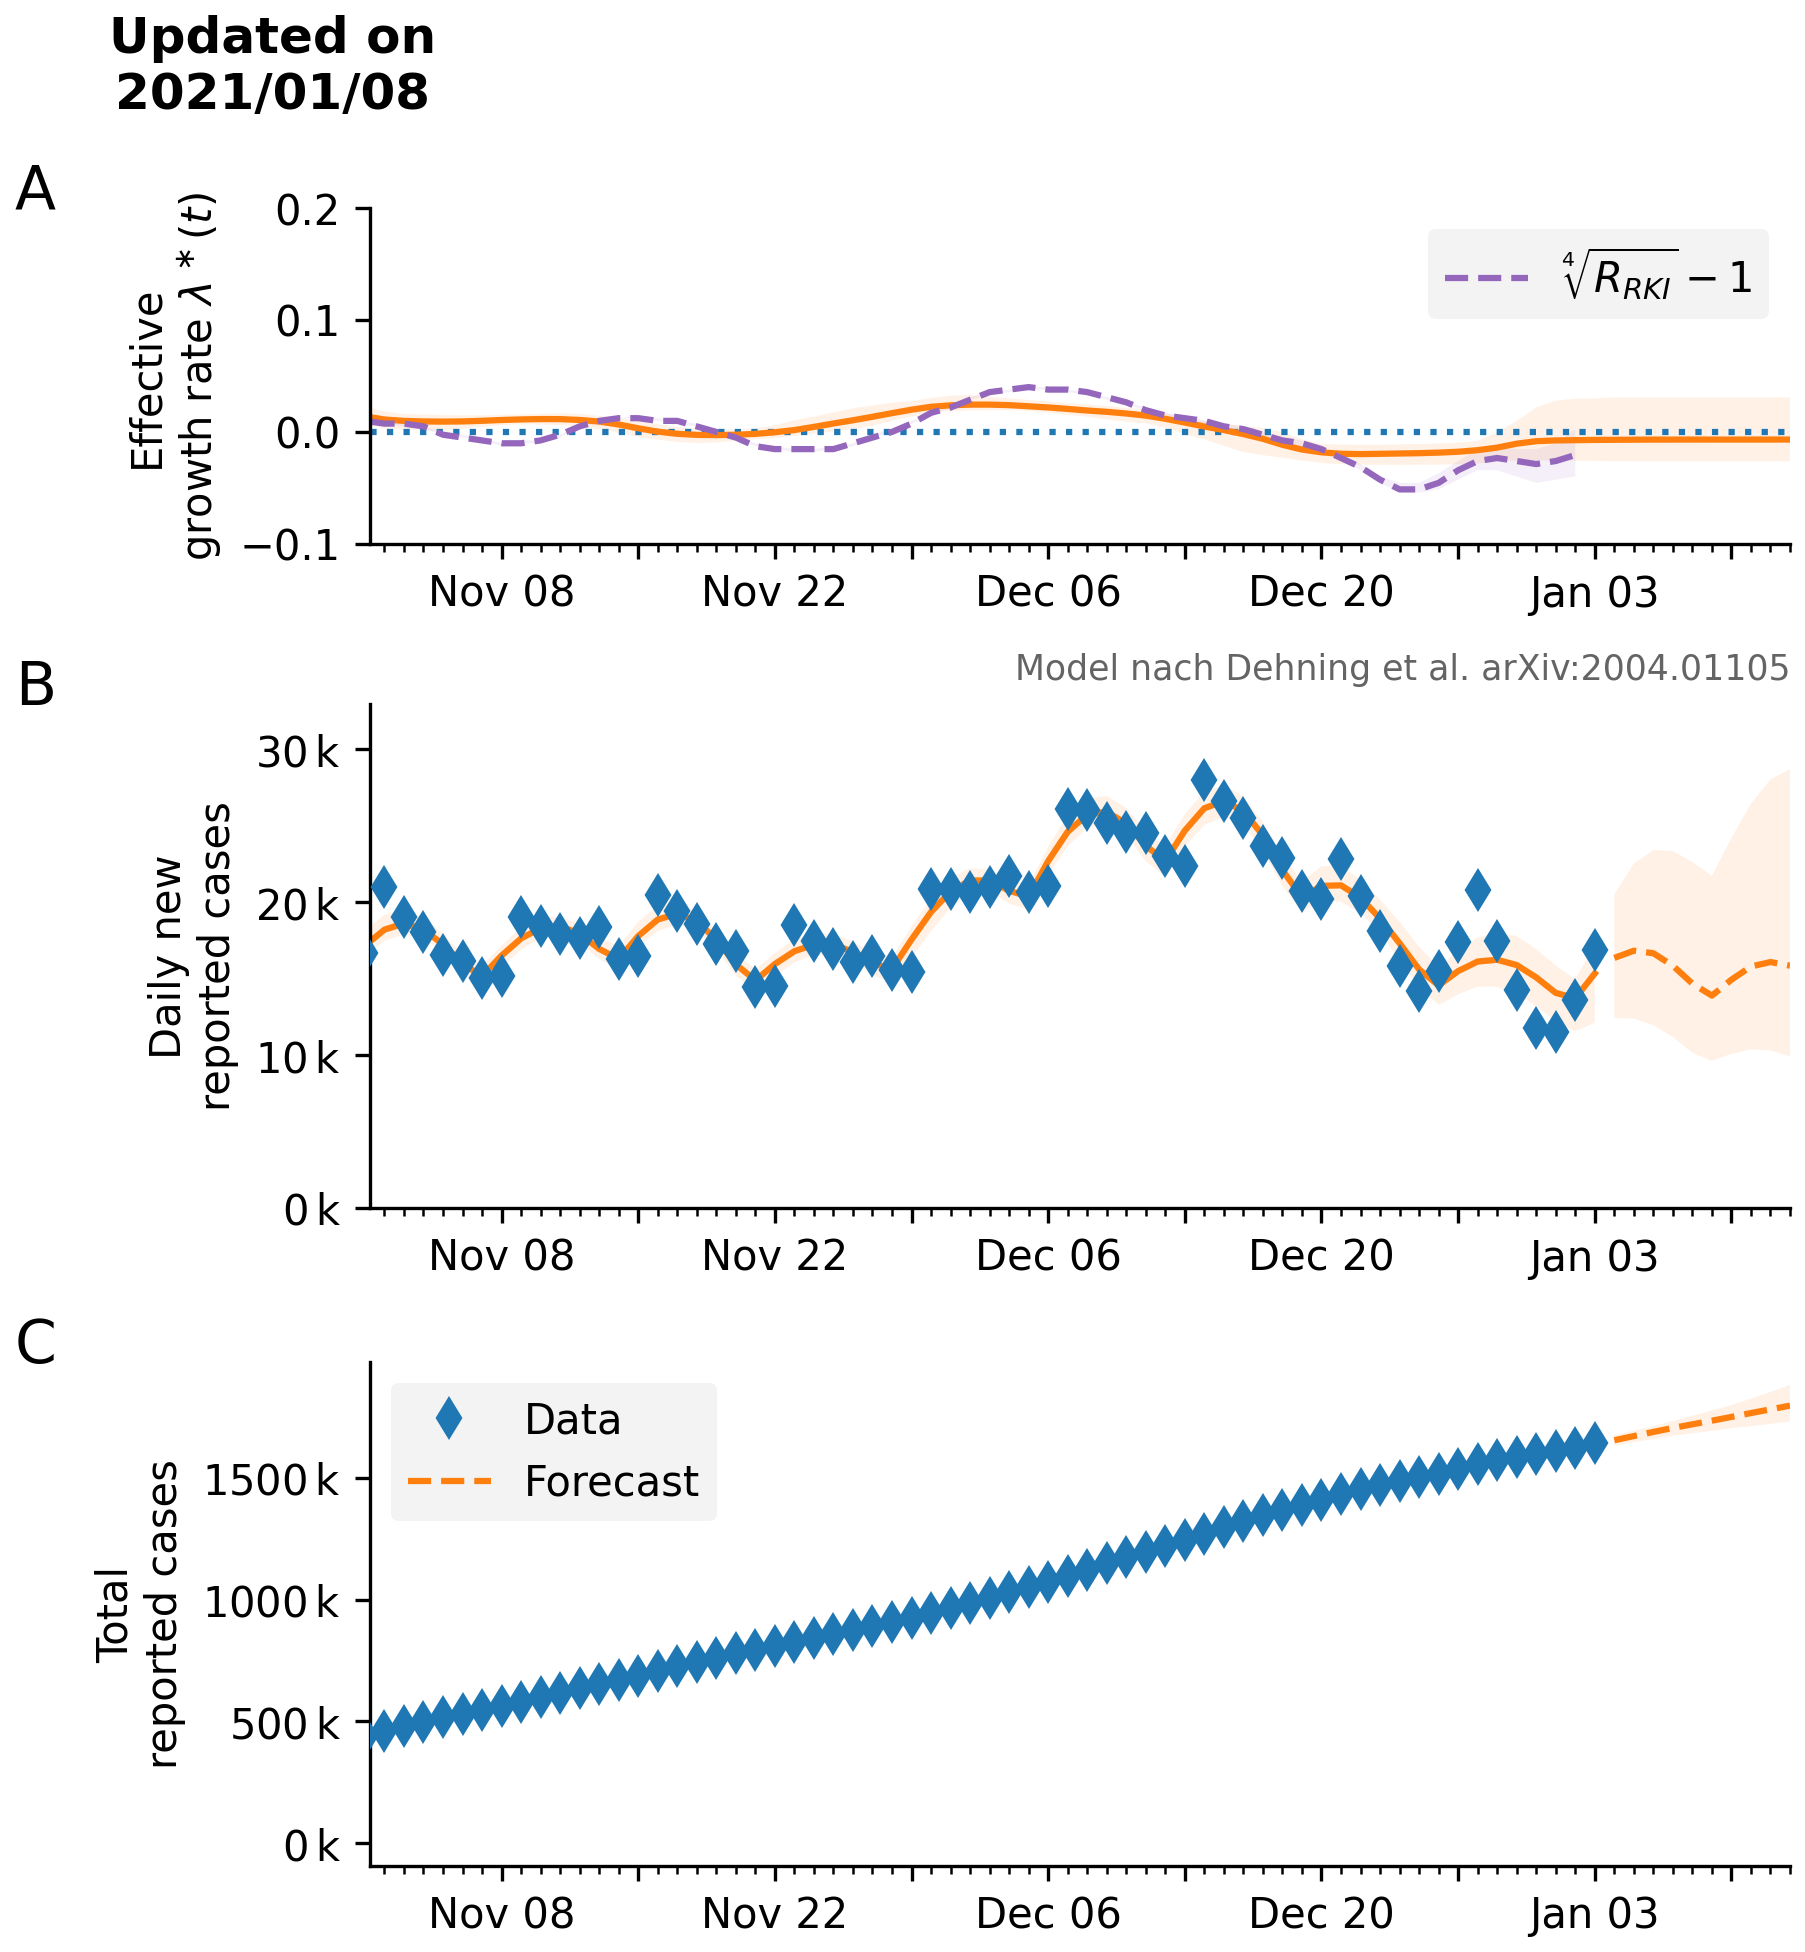 Updated on
2021/01/08
A
Effective
growth rate λ * (t)
0.2
0.1
0.0
−0.1
∜R_RKI − 1
Nov 08 Nov 22 Dec 06 Dec 20 Jan 03
Model nach Dehning et al. arXiv:2004.01105
B
Daily new
reported cases
30 k
20 k
10 k
0 k
Nov 08 Nov 22 Dec 06 Dec 20 Jan 03
C
Total
reported cases
Data
Forecast
1500 k
1000 k
500 k
0 k
Nov 08 Nov 22 Dec 06 Dec 20 Jan 03